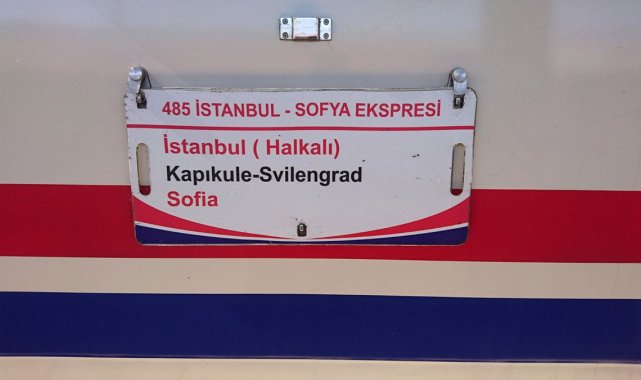 485 İSTANBUL - SOFYA EKSPRESİ
İstanbul ( Halkalı)
Kapıkule-Svilengrad
Sofia